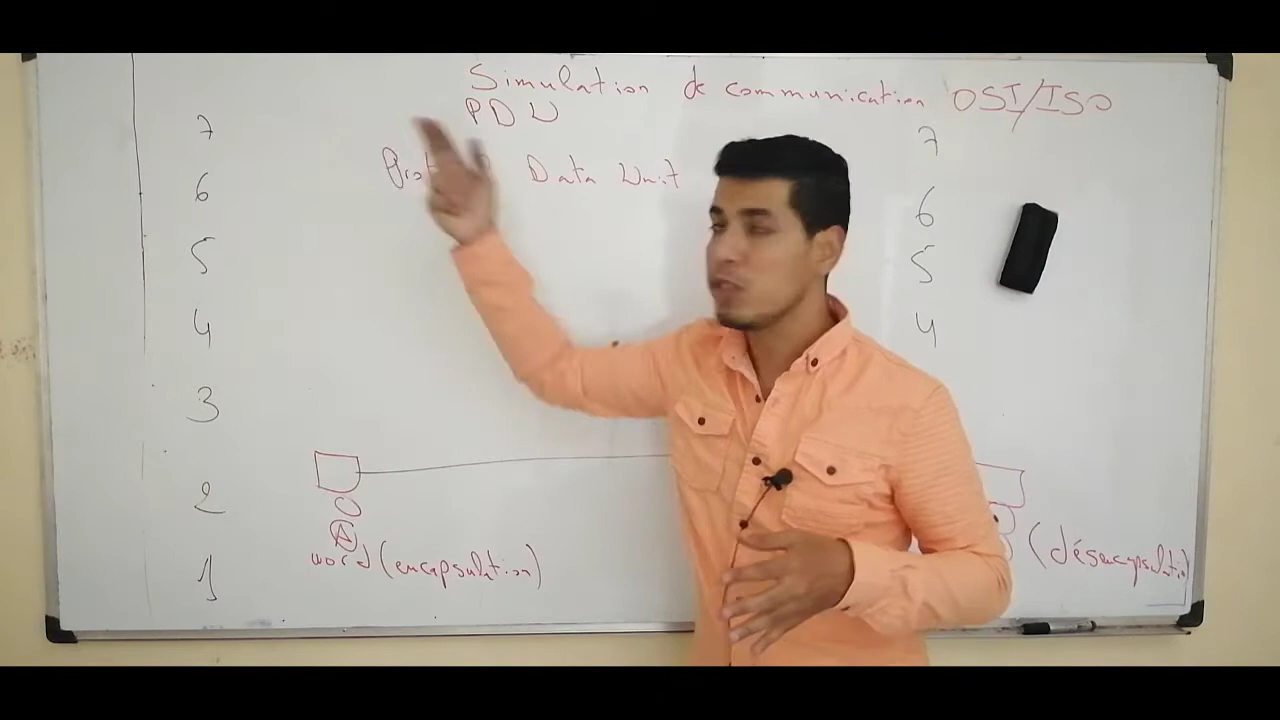 Simulation de communication OSI/ISO
PDU
Data Unit
7
6
5
4
3
2
1
7
6
5
4
A
word (encapsulation)
(désencapsulation)